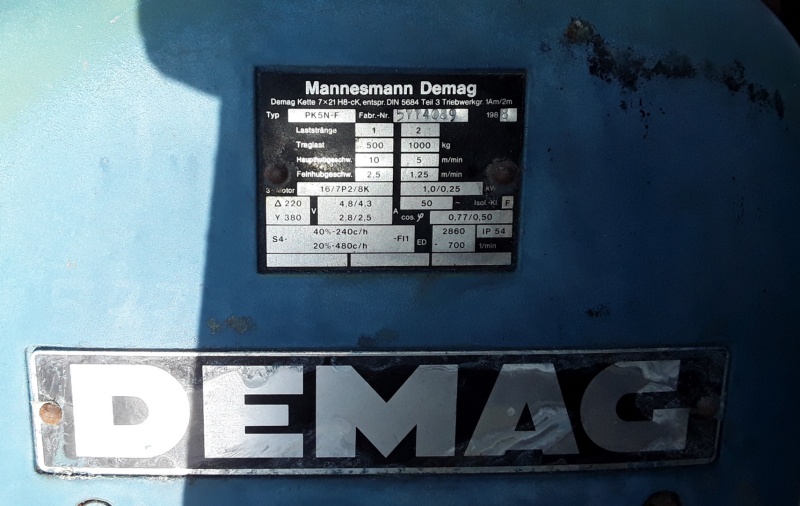 Mannesmann Demag
Demag Kette 7×21 H8-cK, entspr. DIN 5684 Teil 3 Triebwerkgr. 1Am/2m
Typ PK5N-F Fabr.-Nr. 198
Laststränge 1 2
Traglast 500 1000 kg
Haupthubgeschw. 10 5 m/min
Feinhubgeschw. 2,5 1,25 m/min
3 -Motor 16/7P2/8K 1,0/0,25 kW
Δ 220 V 4,8/4,3 A 50 ~ Isol.-Kl. F
Y 380 2,8/2,5 cos. φ 0,77/0,50
S4- 40%-240c/h -FI1 ED 2860 IP 54
20%-480c/h 700 1/min
DEMAG